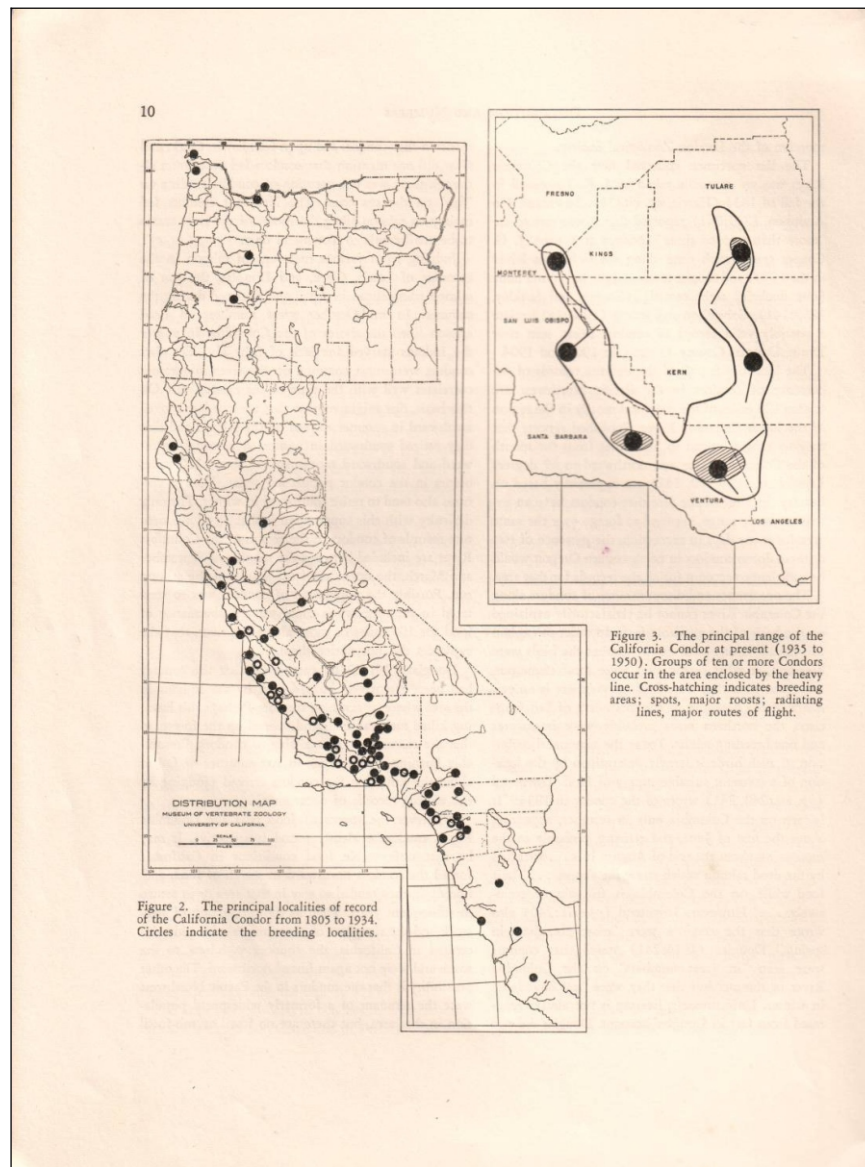 10
FRESNO
TULARE
KINGS
MONTEREY
SAN LUIS OBISPO
KERN
SANTA BARBARA
VENTURA
LOS ANGELES
Figure 3. The principal range of the
California Condor at present (1935 to
1950). Groups of ten or more Condors
occur in the area enclosed by the heavy
line. Cross-hatching indicates breeding
areas; spots, major roosts; radiating
lines, major routes of flight.
DISTRIBUTION MAP
MUSEUM OF VERTEBRATE ZOOLOGY
UNIVERSITY OF CALIFORNIA
SCALE
MILES
Figure 2. The principal localities of record
of the California Condor from 1805 to 1934.
Circles indicate the breeding localities.